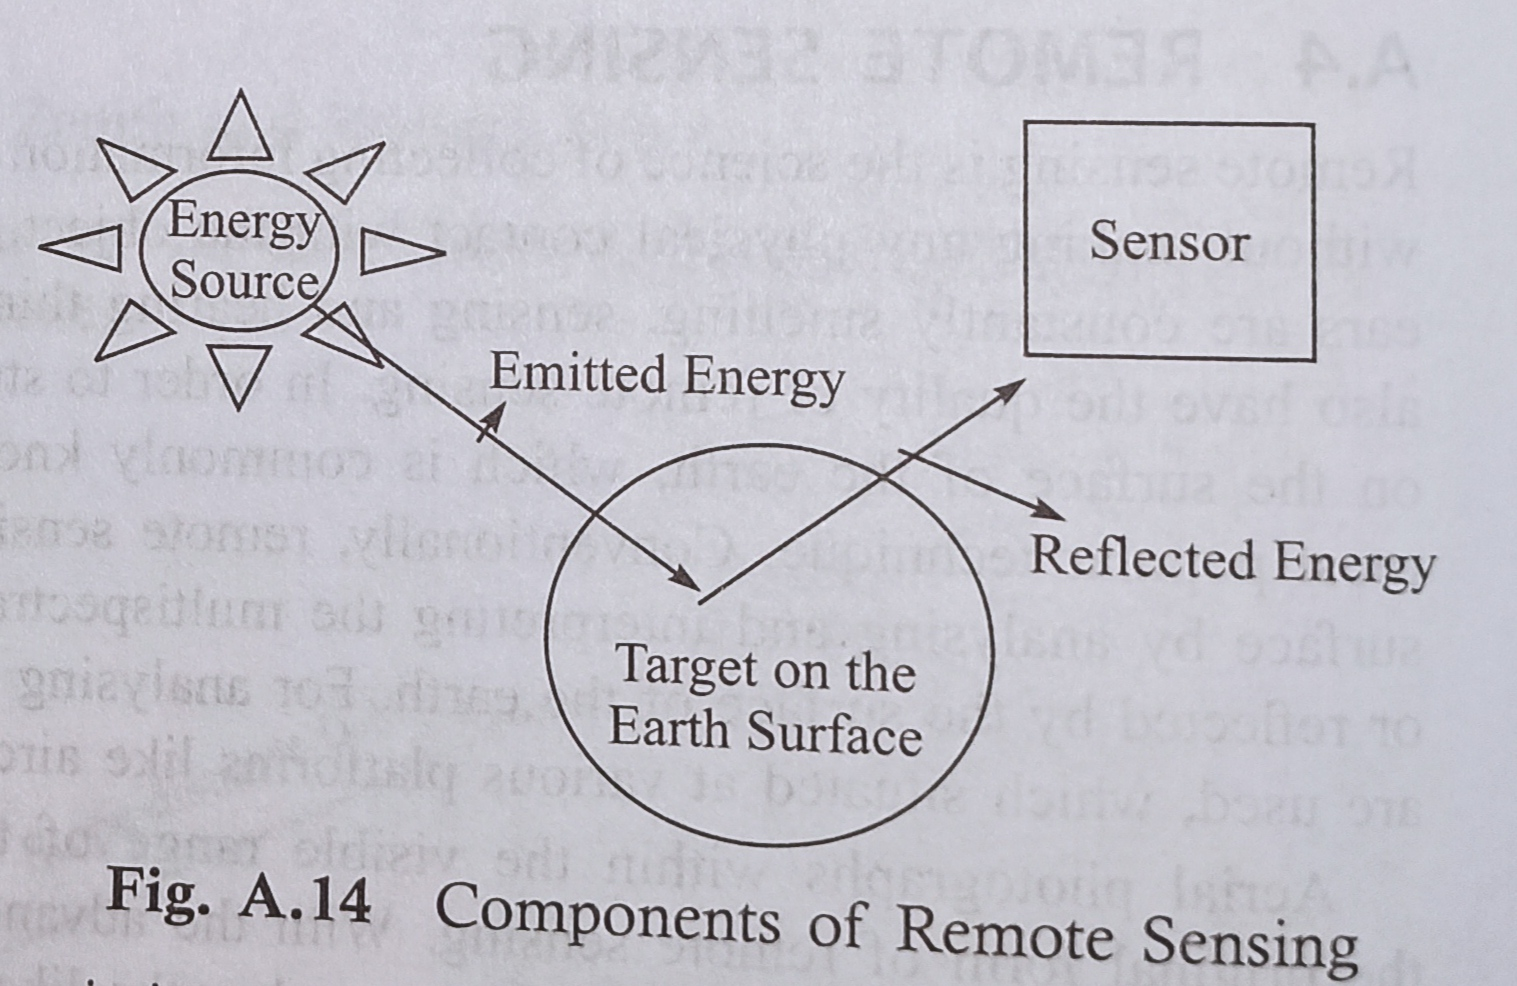 Energy
Source
Sensor
Emitted Energy
Reflected Energy
Target on the
Earth Surface
Fig. A.14 Components of Remote Sensing